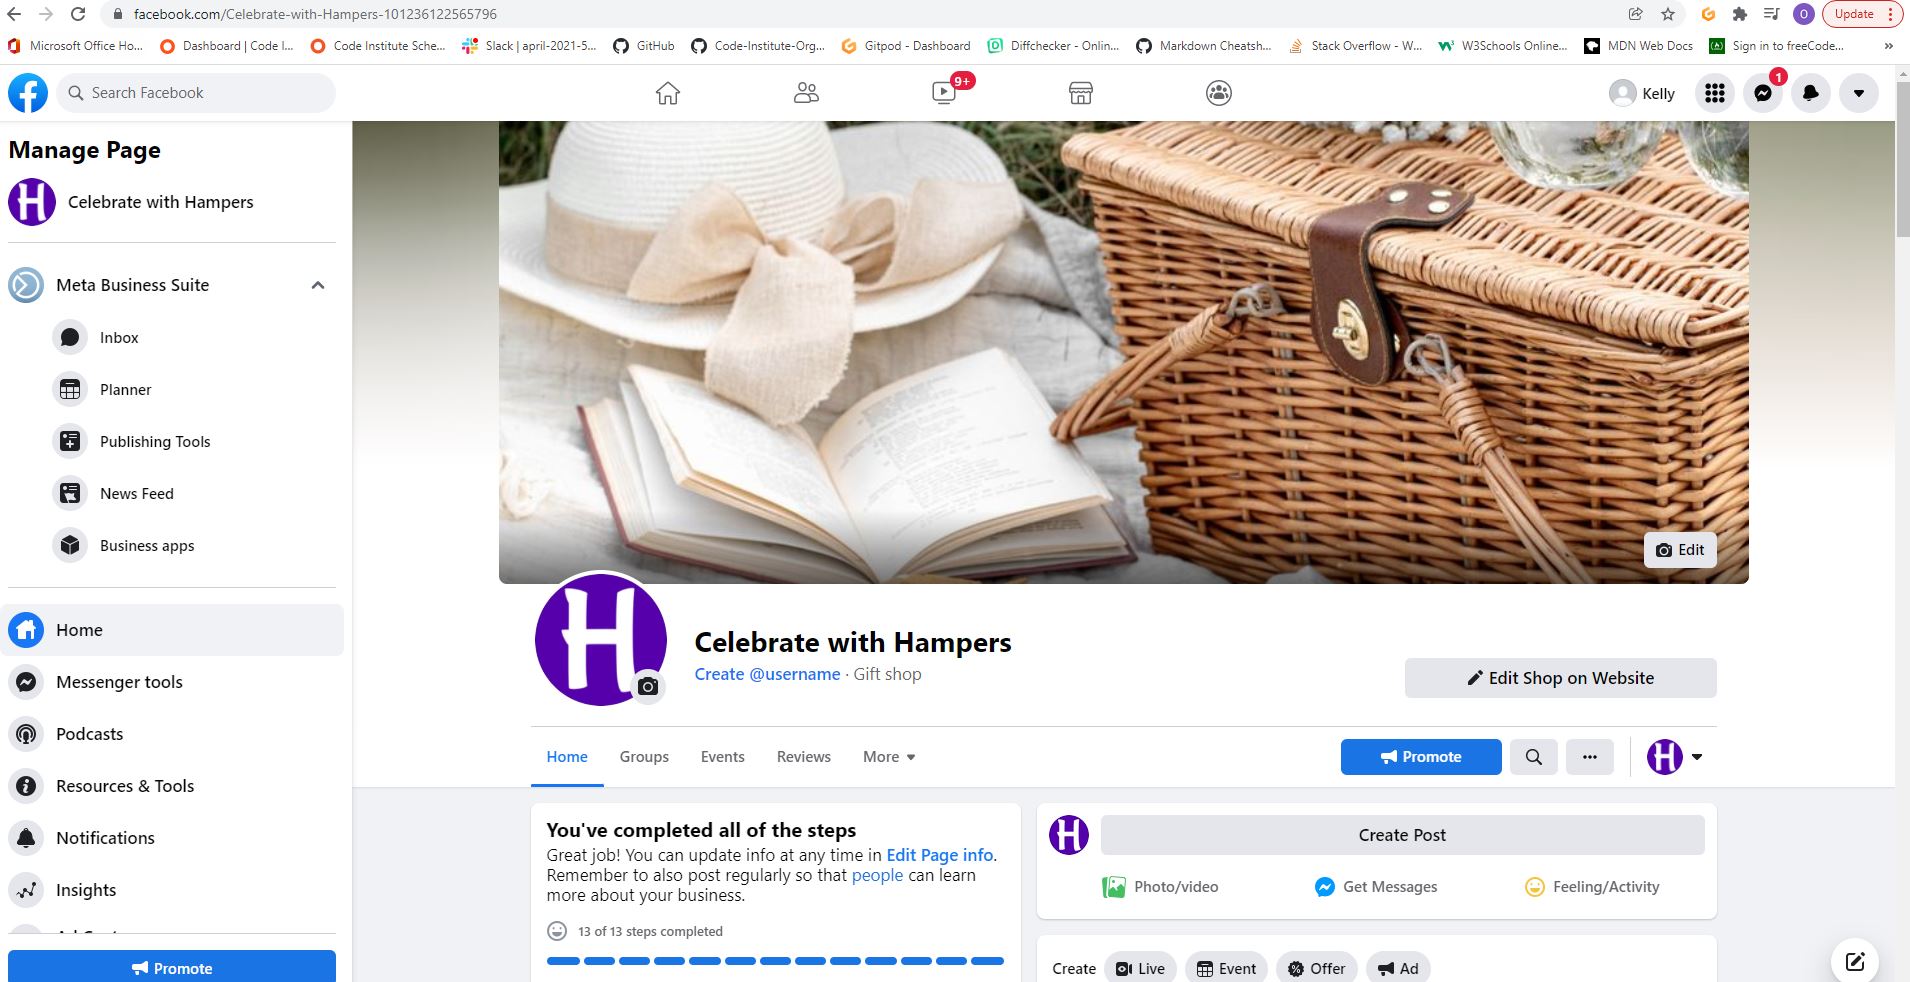 facebook.com/Celebrate-with-Hampers-101236122565796
O
Update
Microsoft Office Ho...
Dashboard | Code I...
Code Institute Sche...
Slack | april-2021-5...
GitHub
Code-Institute-Org...
Gitpod - Dashboard
Diffchecker - Onlin...
Markdown Cheatsh...
Stack Overflow - W...
W3Schools Online...
MDN Web Docs
Sign in to freeCode...
»
Search Facebook
9+
Kelly
1
Manage Page
H
Celebrate with Hampers
Meta Business Suite
Inbox
Planner
Publishing Tools
News Feed
Business apps
Home
Messenger tools
Podcasts
Resources & Tools
Notifications
Insights
Promote
Edit
H
Celebrate with Hampers
Create @username · Gift shop
Edit Shop on Website
Home
Groups
Events
Reviews
More
Promote
H
You've completed all of the steps
Great job! You can update info at any time in Edit Page info.
Remember to also post regularly so that people can learn
more about your business.
13 of 13 steps completed
H
Create Post
Photo/video
Get Messages
Feeling/Activity
Create
Live
Event
Offer
Ad